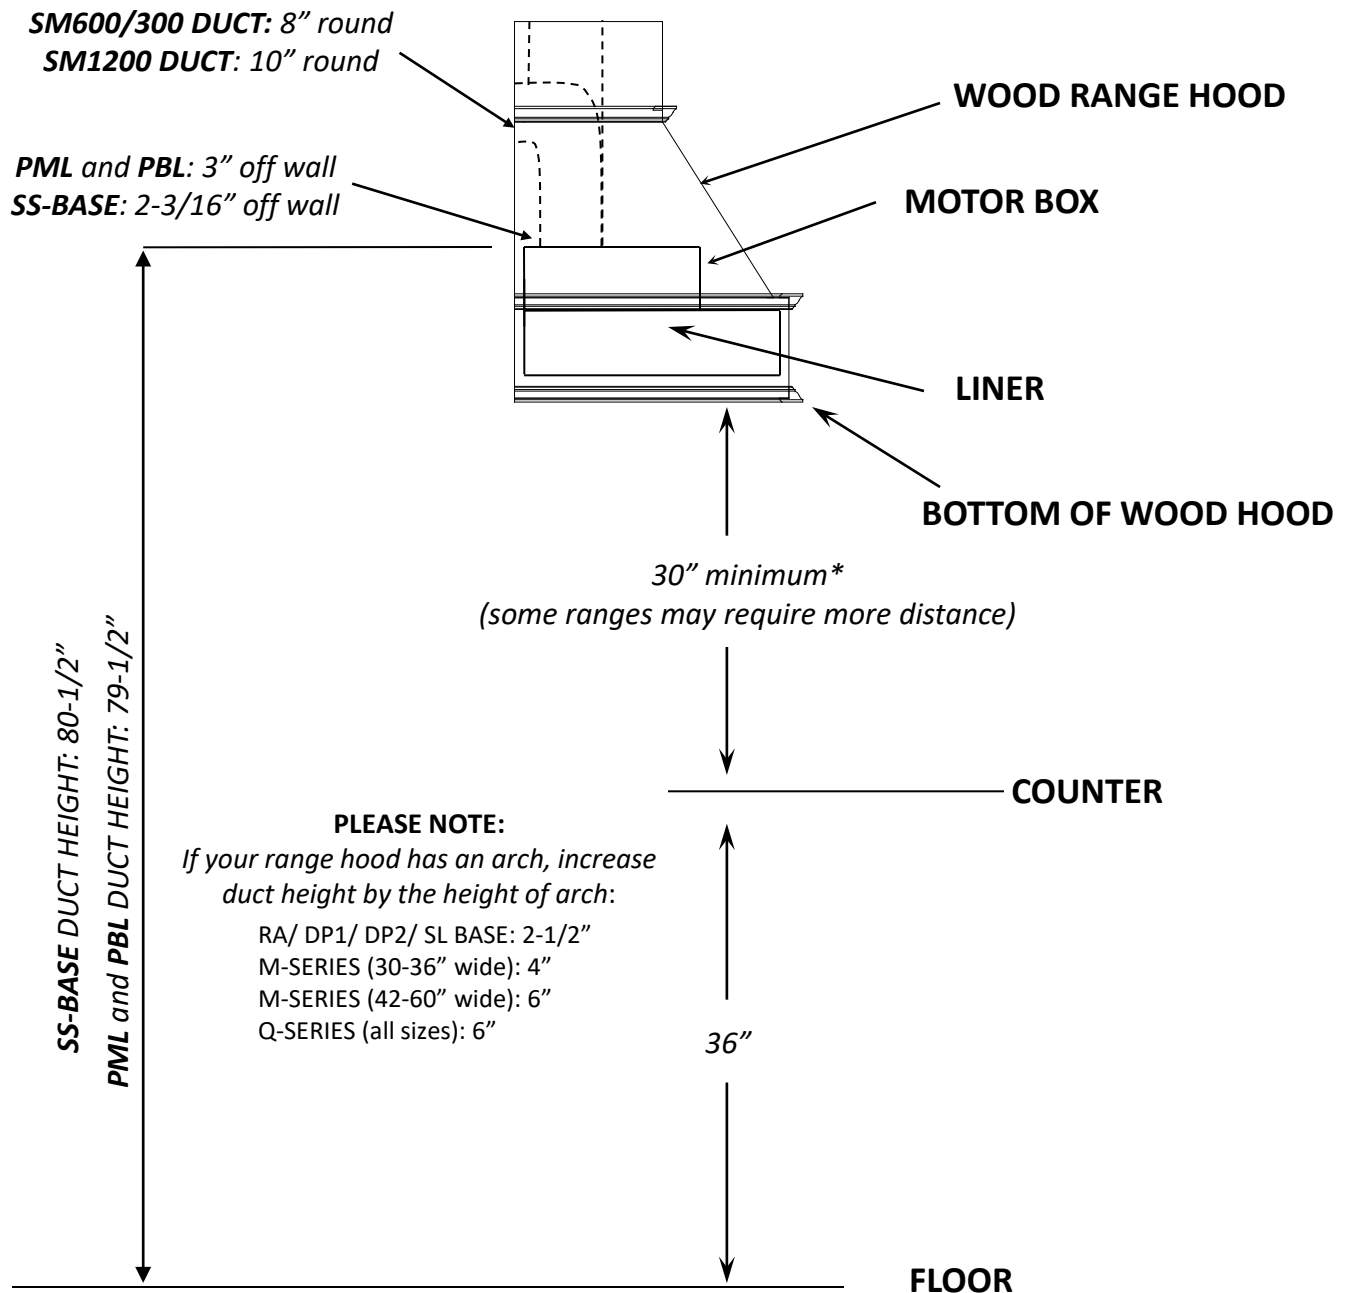 SM600/300 DUCT: 8” round
SM1200 DUCT: 10” round
WOOD RANGE HOOD
PML and PBL: 3” off wall
SS-BASE: 2-3/16” off wall
MOTOR BOX
LINER
BOTTOM OF WOOD HOOD
30” minimum*
(some ranges may require more distance)
SS-BASE DUCT HEIGHT: 80-1/2”
PML and PBL DUCT HEIGHT: 79-1/2”
COUNTER
PLEASE NOTE:
If your range hood has an arch, increase
duct height by the height of arch:
RA/ DP1/ DP2/ SL BASE: 2-1/2”
M-SERIES (30-36” wide): 4”
M-SERIES (42-60” wide): 6”
Q-SERIES (all sizes): 6”
36”
FLOOR